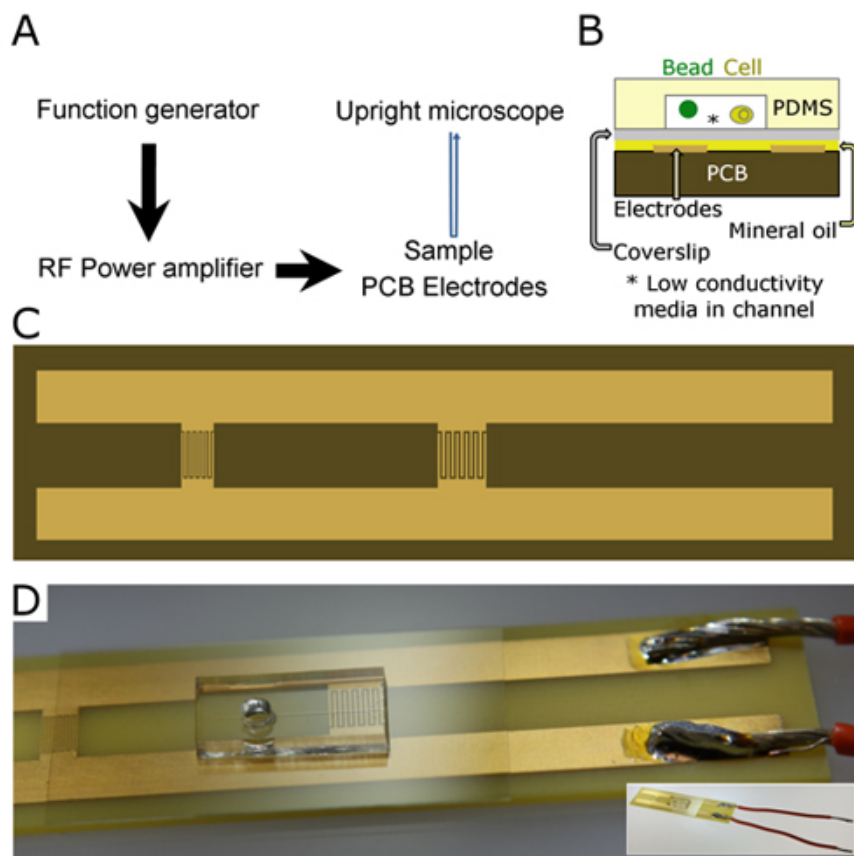 A
Function generator
Upright microscope
RF Power amplifier
Sample
PCB Electrodes
B
Bead Cell
PDMS
*
PCB
Electrodes
Mineral oil
Coverslip
* Low conductivity
media in channel
C
D